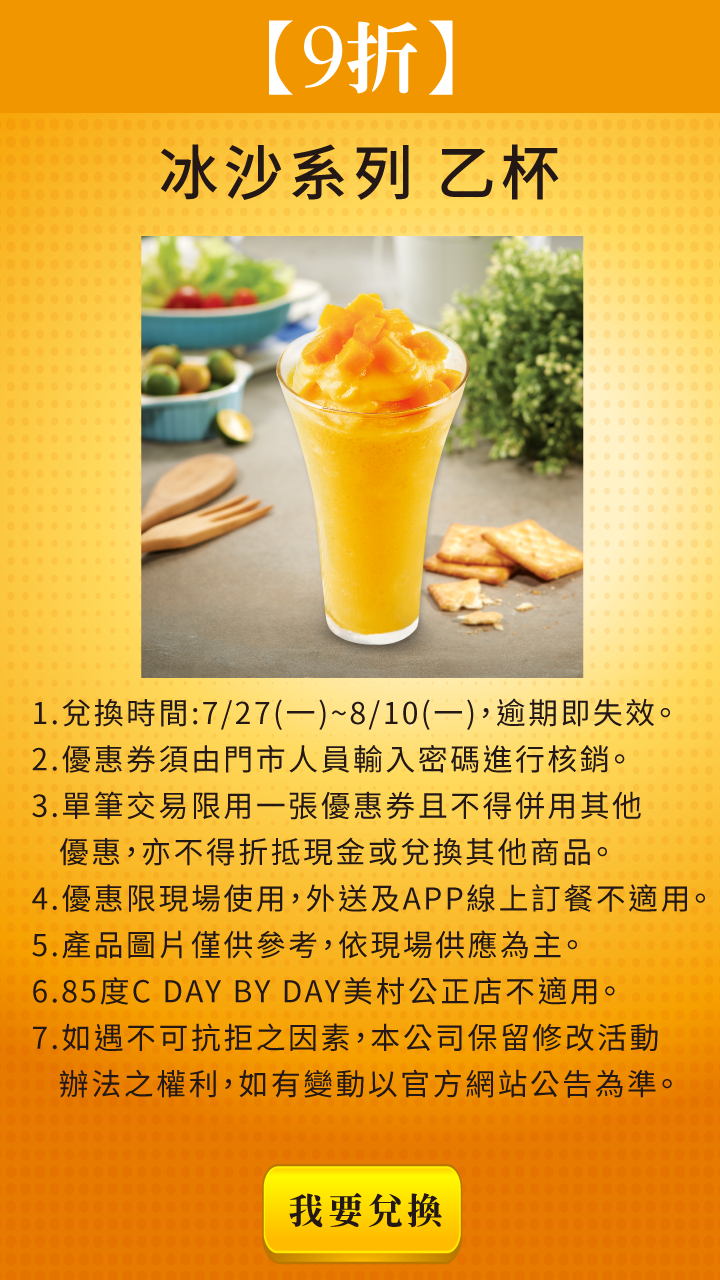 【9折】
冰沙系列 乙杯
1.兌換時間:7/27(一)~8/10(一),逾期即失效。
2.優惠券須由門市人員輸入密碼進行核銷。
3.單筆交易限用一張優惠券且不得併用其他
優惠,亦不得折抵現金或兌換其他商品。
4.優惠限現場使用,外送及APP線上訂餐不適用。
5.產品圖片僅供參考,依現場供應為主。
6.85度C DAY BY DAY美村公正店不適用。
7.如遇不可抗拒之因素,本公司保留修改活動
辦法之權利,如有變動以官方網站公告為準。
我要兌換